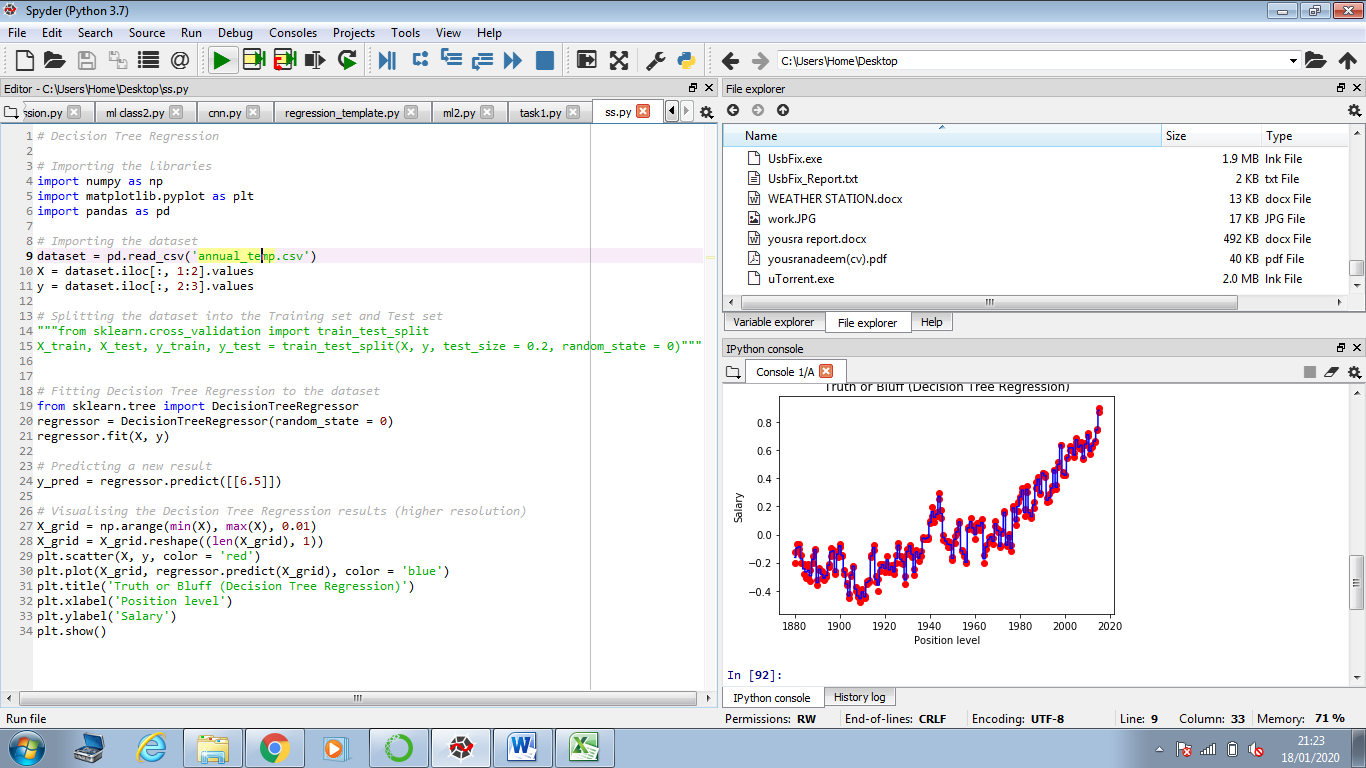 Spyder (Python 3.7)
File Edit Search Source Run Debug Consoles Projects Tools View Help
C:\Users\Home\Desktop
Editor - C:\Users\Home\Desktop\ss.py
ssion.py ml class2.py cnn.py regression_template.py ml2.py task1.py ss.py
1 # Decision Tree Regression
2
3 # Importing the libraries
4 import numpy as np
5 import matplotlib.pyplot as plt
6 import pandas as pd
7
8 # Importing the dataset
9 dataset = pd.read_csv('annual_temp.csv')
10 X = dataset.iloc[:, 1:2].values
11 y = dataset.iloc[:, 2:3].values
12
13 # Splitting the dataset into the Training set and Test set
14 """from sklearn.cross_validation import train_test_split
15 X_train, X_test, y_train, y_test = train_test_split(X, y, test_size = 0.2, random_state = 0)"""
16
17
18 # Fitting Decision Tree Regression to the dataset
19 from sklearn.tree import DecisionTreeRegressor
20 regressor = DecisionTreeRegressor(random_state = 0)
21 regressor.fit(X, y)
22
23 # Predicting a new result
24 y_pred = regressor.predict([[6.5]])
25
26 # Visualising the Decision Tree Regression results (higher resolution)
27 X_grid = np.arange(min(X), max(X), 0.01)
28 X_grid = X_grid.reshape((len(X_grid), 1))
29 plt.scatter(X, y, color = 'red')
30 plt.plot(X_grid, regressor.predict(X_grid), color = 'blue')
31 plt.title('Truth or Bluff (Decision Tree Regression)')
32 plt.xlabel('Position level')
33 plt.ylabel('Salary')
34 plt.show()
File explorer
Name Size Type
UsbFix.exe 1.9 MB lnk File
UsbFix_Report.txt 2 KB txt File
WEATHER STATION.docx 13 KB docx File
work.JPG 17 KB JPG File
yousra report.docx 492 KB docx File
yousranadeem(cv).pdf 40 KB pdf File
uTorrent.exe 2.0 MB lnk File
Variable explorer File explorer Help
IPython console
Console 1/A
Truth or Bluff (Decision Tree Regression)
0.8
0.6
0.4
0.2
0.0
−0.2
−0.4
Salary
1880 1900 1920 1940 1960 1980 2000 2020
Position level
In [92]:
IPython console History log
Run file Permissions: RW End-of-lines: CRLF Encoding: UTF-8 Line: 9 Column: 33 Memory: 71 %
21:23
18/01/2020